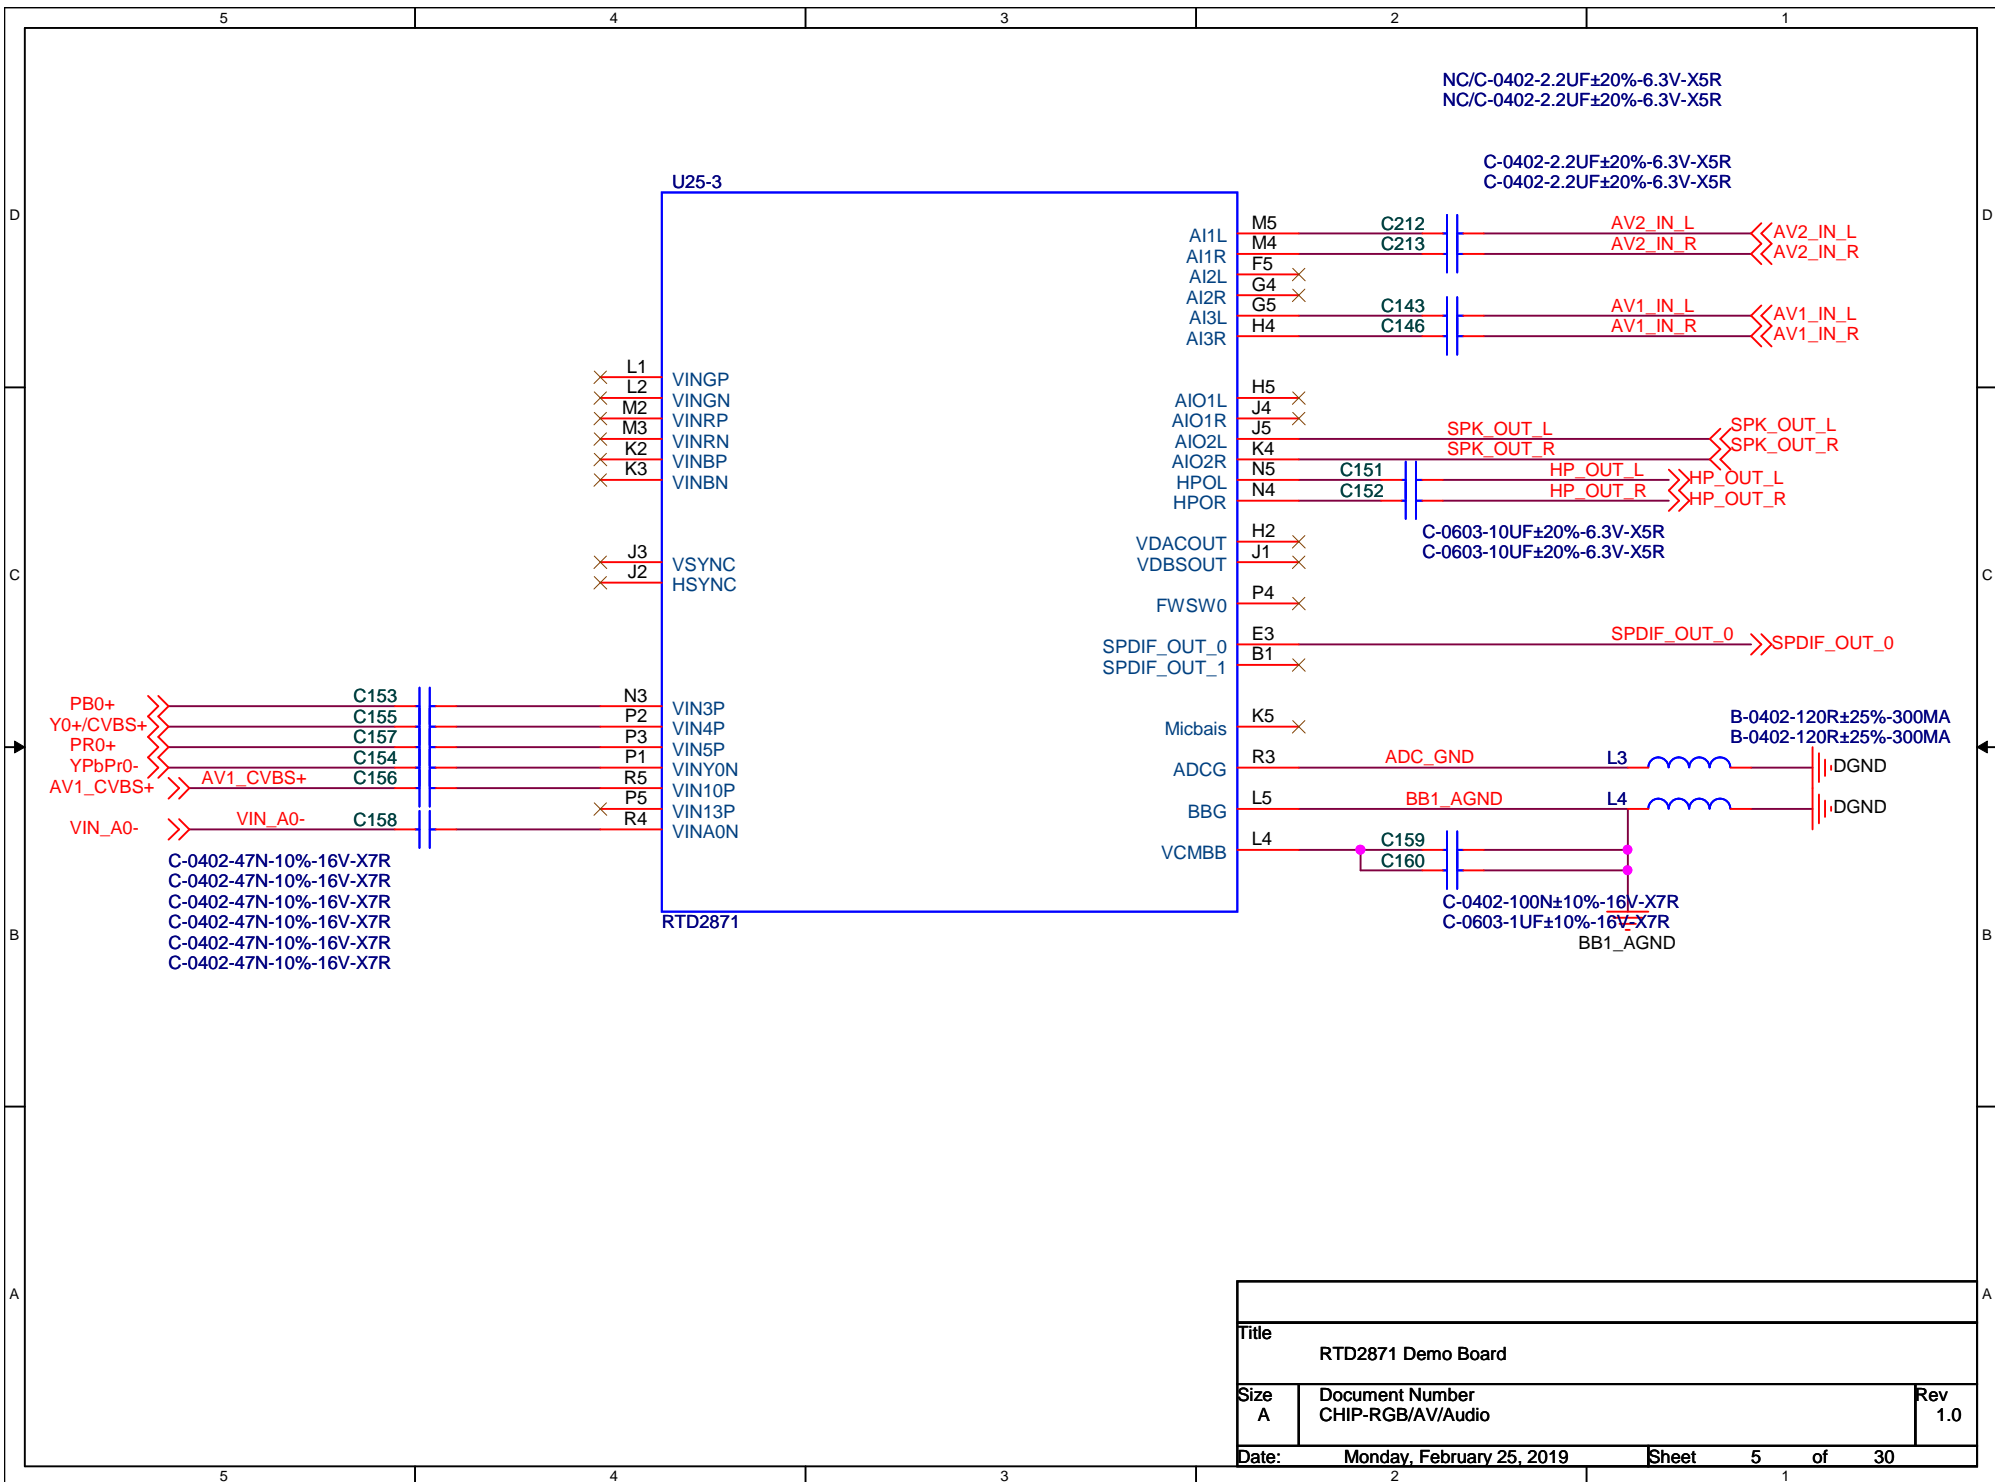 5 4 3 2 1
NC/C-0402-2.2UF±20%-6.3V-X5R
NC/C-0402-2.2UF±20%-6.3V-X5R
C-0402-2.2UF±20%-6.3V-X5R
C-0402-2.2UF±20%-6.3V-X5R
U25-3
D D
AI1L M5 C212 AV2_IN_L AV2_IN_L
AI1R M4 C213 AV2_IN_R AV2_IN_R
AI2L F5
AI2R G4
AI3L G5 C143 AV1_IN_L AV1_IN_L
AI3R H4 C146 AV1_IN_R AV1_IN_R
L1 VINGP
L2 VINGN
M2 VINRP
M3 VINRN
K2 VINBP
K3 VINBN
AIO1L H5
AIO1R J4
AIO2L J5 SPK_OUT_L SPK_OUT_L
AIO2R K4 SPK_OUT_R SPK_OUT_R
HPOL N5 C151 HP_OUT_L HP_OUT_L
HPOR N4 C152 HP_OUT_R HP_OUT_R
C-0603-10UF±20%-6.3V-X5R
C-0603-10UF±20%-6.3V-X5R
VDACOUT H2
VDBSOUT J1
J3 VSYNC
J2 HSYNC
C C
FWSW0 P4
SPDIF_OUT_0 E3 SPDIF_OUT_0 SPDIF_OUT_0
SPDIF_OUT_1 B1
PB0+ C153 N3 VIN3P
Y0+/CVBS+ C155 P2 VIN4P
PR0+ C157 P3 VIN5P
YPbPr0- C154 P1 VINY0N
AV1_CVBS+ AV1_CVBS+ C156 R5 VIN10P
P5 VIN13P
VIN_A0- VIN_A0- C158 R4 VINA0N
Micbais K5
B-0402-120R±25%-300MA
B-0402-120R±25%-300MA
ADCG R3 ADC_GND L3 DGND
BBG L5 BB1_AGND L4 DGND
VCMBB L4 C159
C160
C-0402-47N-10%-16V-X7R
C-0402-47N-10%-16V-X7R
C-0402-47N-10%-16V-X7R
C-0402-47N-10%-16V-X7R
C-0402-47N-10%-16V-X7R
C-0402-47N-10%-16V-X7R
C-0402-100N±10%-16V-X7R
C-0603-1UF±10%-16V-X7R
BB1_AGND
RTD2871
B B
A A
Title
RTD2871 Demo Board
Size Document Number Rev
A CHIP-RGB/AV/Audio 1.0
Date: Monday, February 25, 2019 Sheet 5 of 30
5 4 3 2 1